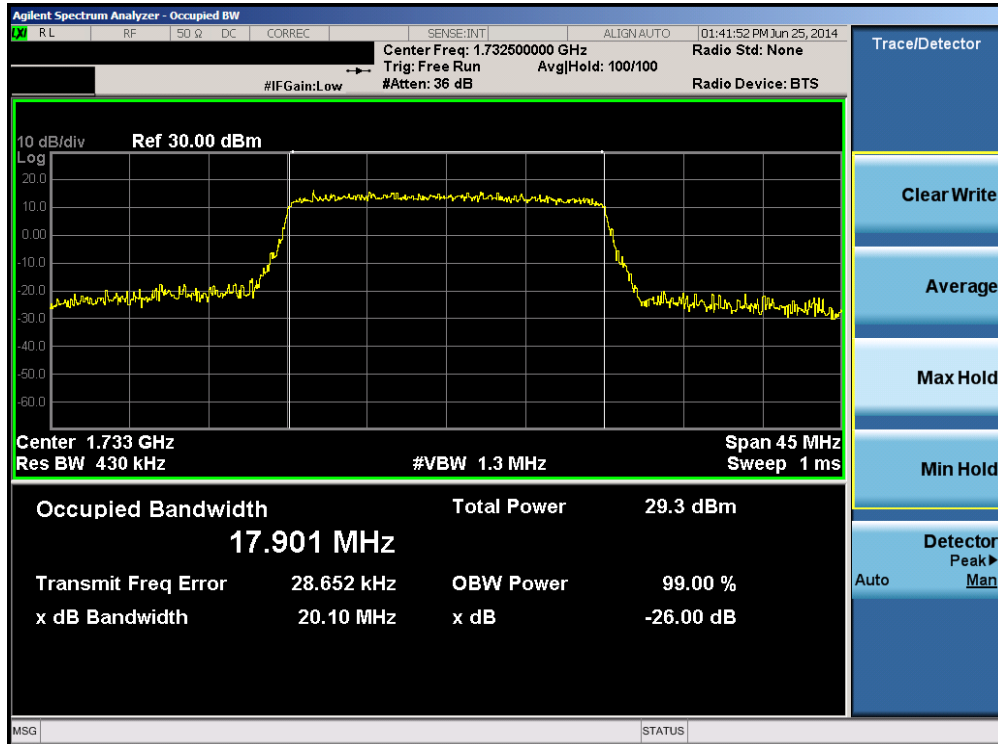 Agilent Spectrum Analyzer - Occupied BW
LXI RL RF 50 Ω DC CORREC SENSE:INT ALIGN AUTO 01:41:52 PM Jun 25, 2014
Center Freq: 1.732500000 GHz Radio Std: None
Trig: Free Run Avg|Hold: 100/100
#IFGain:Low #Atten: 36 dB Radio Device: BTS
10 dB/div Ref 30.00 dBm
Log
20.0
10.0
0.00
-10.0
-20.0
-30.0
-40.0
-50.0
-60.0
Center 1.733 GHz Span 45 MHz
Res BW 430 kHz #VBW 1.3 MHz Sweep 1 ms
Occupied Bandwidth Total Power 29.3 dBm
17.901 MHz
Transmit Freq Error 28.652 kHz OBW Power 99.00 %
x dB Bandwidth 20.10 MHz x dB -26.00 dB
MSG STATUS
Trace/Detector
Clear Write
Average
Max Hold
Min Hold
Detector
Peak▶
Auto Man